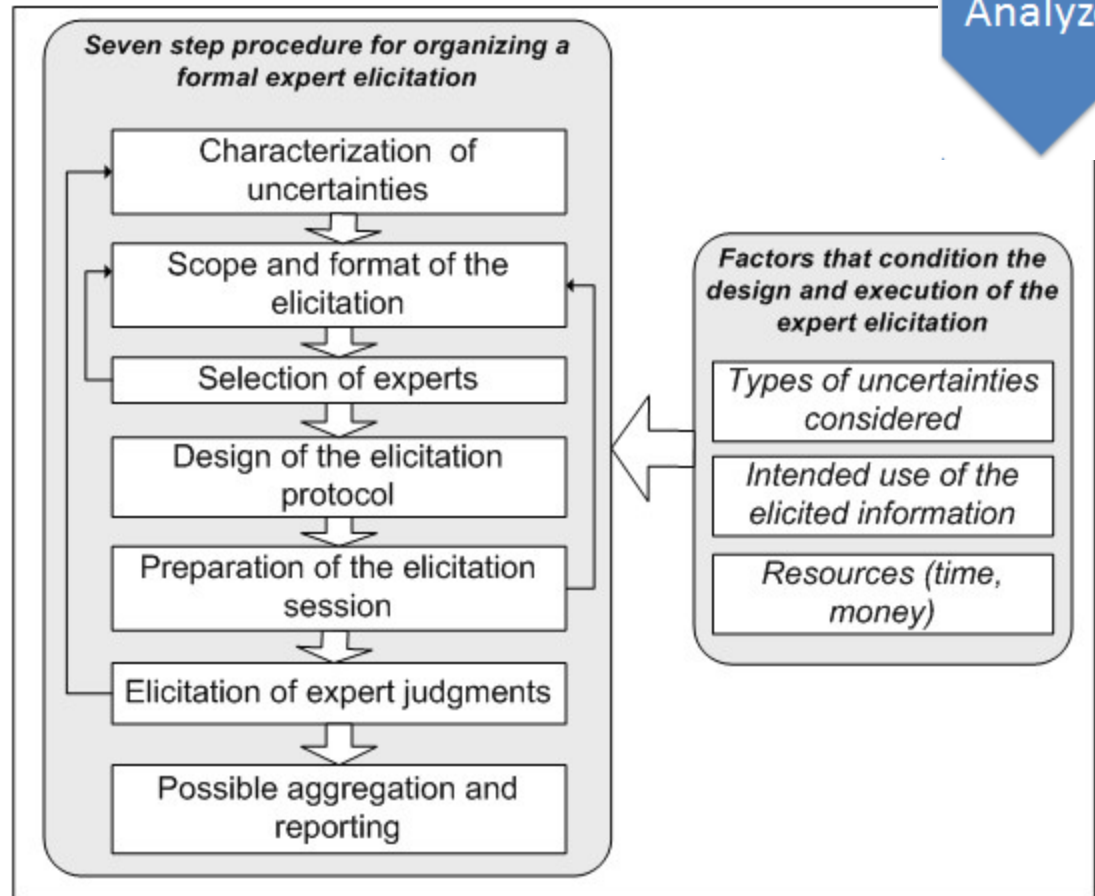 Analyz
Seven step procedure for organizing a
formal expert elicitation
Characterization of
uncertainties
Scope and format of the
elicitation
Selection of experts
Design of the elicitation
protocol
Preparation of the elicitation
session
Elicitation of expert judgments
Possible aggregation and
reporting
Factors that condition the
design and execution of the
expert elicitation
Types of uncertainties
considered
Intended use of the
elicited information
Resources (time,
money)